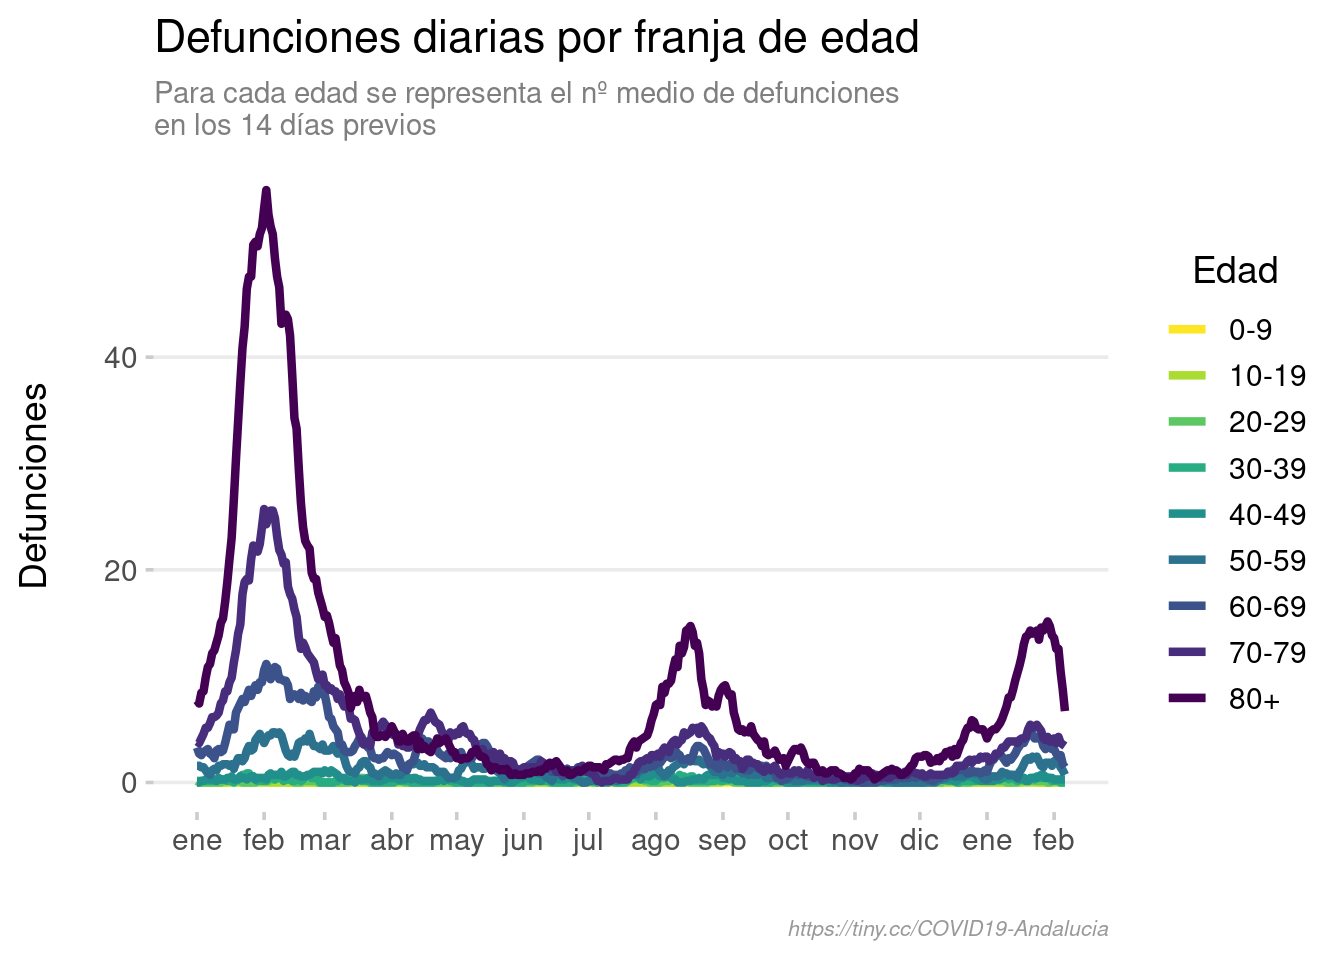 Defunciones diarias por franja de edad
Para cada edad se representa el nº medio de defunciones
en los 14 días previos
Defunciones
40
20
0
ene feb mar abr may jun jul ago sep oct nov dic ene feb
Edad
0-9
10-19
20-29
30-39
40-49
50-59
60-69
70-79
80+
https://tiny.cc/COVID19-Andalucia